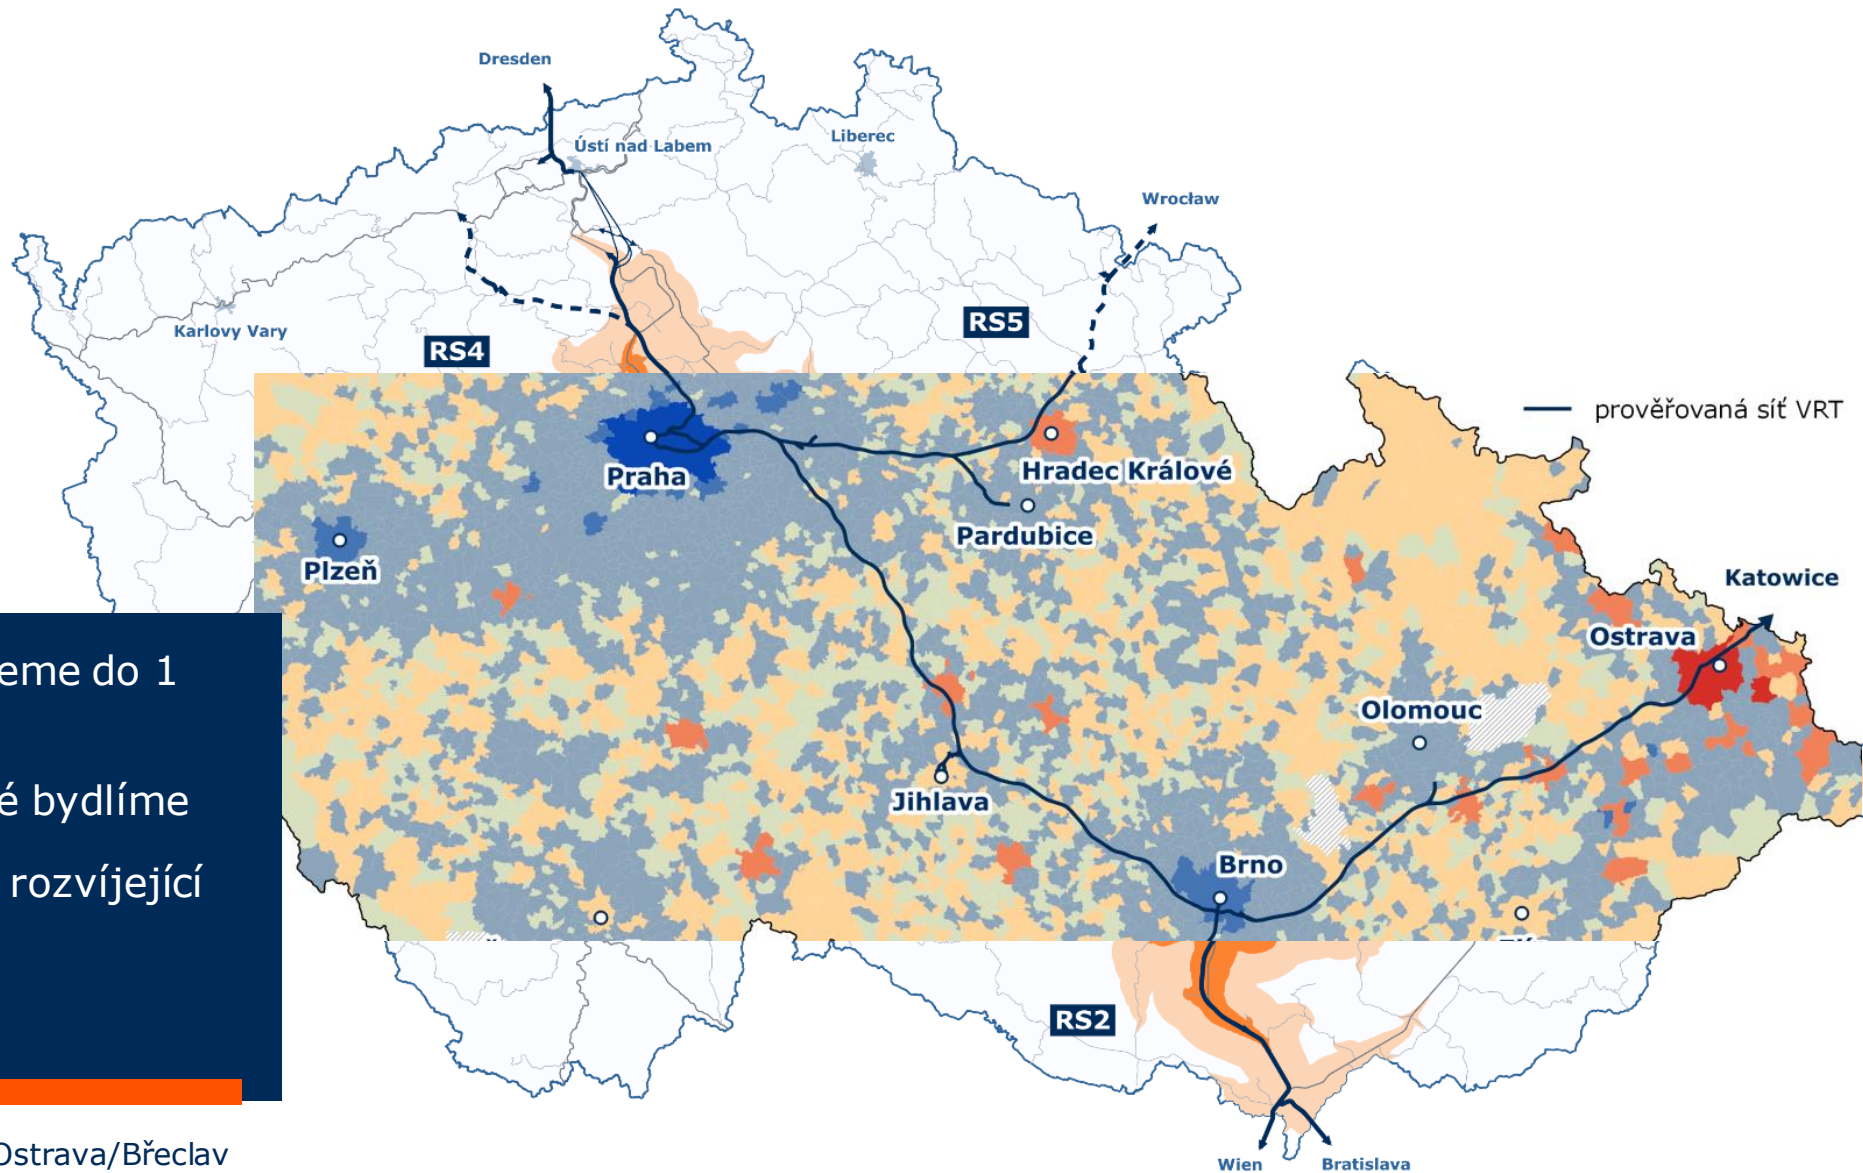 Dresden
Ústí nad Labem
Liberec
Wrocław
Karlovy Vary
RS4
RS5
prověřovaná síť VRT
Praha
Hradec Králové
Pardubice
Plzeň
Katowice
Ostrava
Olomouc
Jihlava
Brno
eme do 1
é bydlíme
rozvíjející
RS2
Ostrava/Břeclav
Wien
Bratislava